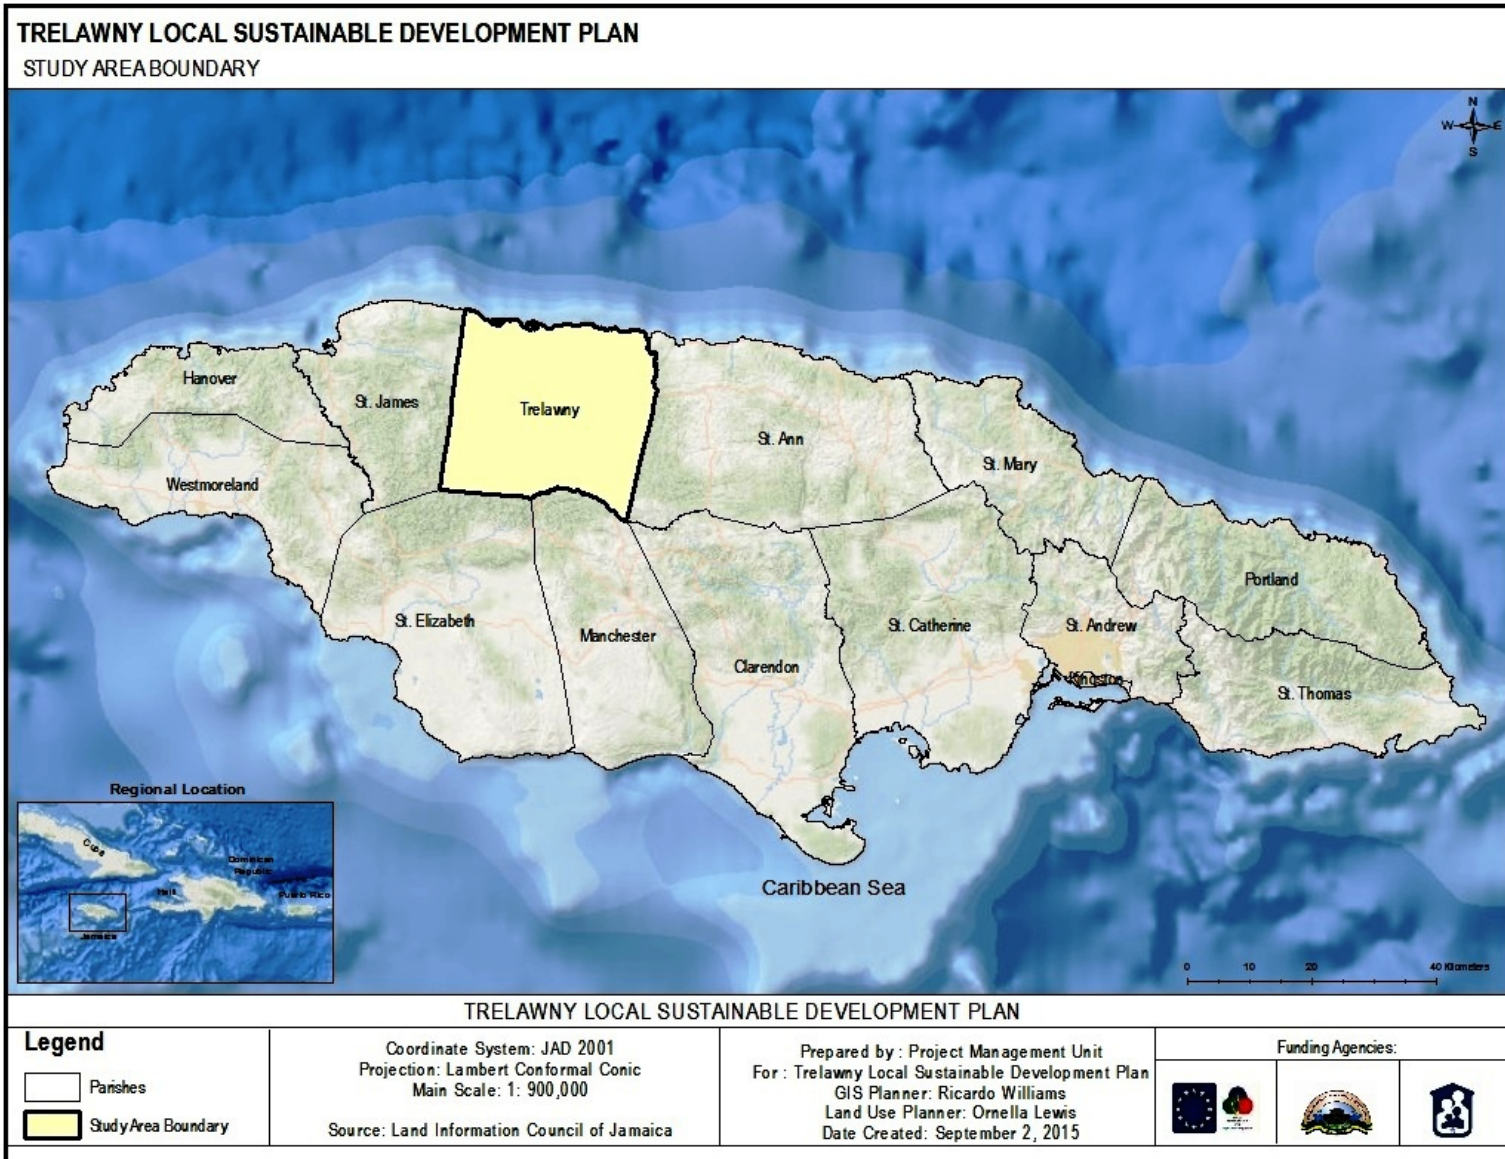 TRELAWNY LOCAL SUSTAINABLE DEVELOPMENT PLAN
STUDY AREA BOUNDARY
N
W E
S
Hanover
St. James
Trelawny
St. Ann
St. Mary
Westmoreland
Portland
St. Elizabeth
Manchester
St. Catherine
St. Andrew
Clarendon
Kingston
St. Thomas
Regional Location
Cuba
Dominican
Republic
Haiti
Puerto Rico
Jamaica
Caribbean Sea
0 10 20 40 Kilometers
TRELAWNY LOCAL SUSTAINABLE DEVELOPMENT PLAN
Legend
Parishes
Study Area Boundary
Coordinate System: JAD 2001
Projection: Lambert Conformal Conic
Main Scale: 1: 900,000
Source: Land Information Council of Jamaica
Prepared by : Project Management Unit
For : Trelawny Local Sustainable Development Plan
GIS Planner: Ricardo Williams
Land Use Planner: Ornella Lewis
Date Created: September 2, 2015
Funding Agencies: